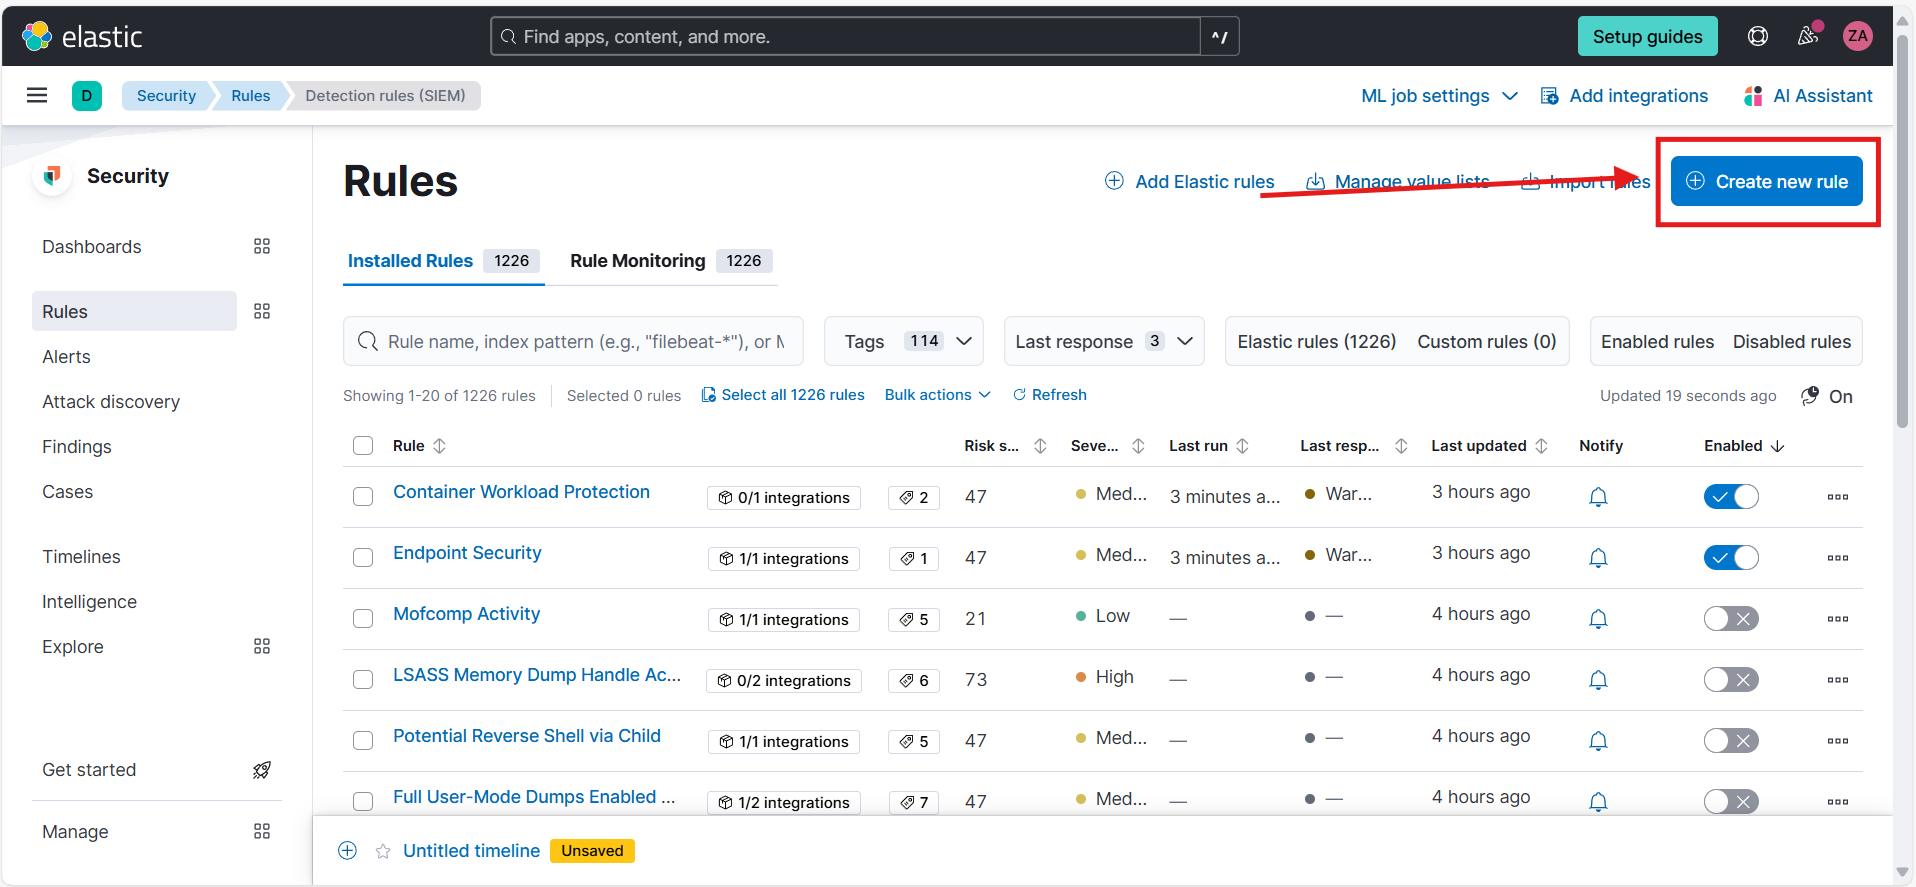 elastic
Find apps, content, and more.
^/
Setup guides
ZA
D
Security
Rules
Detection rules (SIEM)
ML job settings
Add integrations
AI Assistant
Security
Dashboards
Rules
Alerts
Attack discovery
Findings
Cases
Timelines
Intelligence
Explore
Get started
Manage
Rules
Add Elastic rules
Manage value lists
Import rules
Create new rule
Installed Rules 1226
Rule Monitoring 1226
Rule name, index pattern (e.g., "filebeat-*"), or M
Tags 114
Last response 3
Elastic rules (1226) Custom rules (0)
Enabled rules Disabled rules
Showing 1-20 of 1226 rules
Selected 0 rules
Select all 1226 rules
Bulk actions
Refresh
Updated 19 seconds ago
On
Rule Risk s... Seve... Last run Last resp... Last updated Notify Enabled
Container Workload Protection 0/1 integrations 2 47 Med... 3 minutes a... War... 3 hours ago
Endpoint Security 1/1 integrations 1 47 Med... 3 minutes a... War... 3 hours ago
Mofcomp Activity 1/1 integrations 5 21 Low — — 4 hours ago
LSASS Memory Dump Handle Ac... 0/2 integrations 6 73 High — — 4 hours ago
Potential Reverse Shell via Child 1/1 integrations 5 47 Med... — — 4 hours ago
Full User-Mode Dumps Enabled ... 1/2 integrations 7 47 Med... — — 4 hours ago
Untitled timeline Unsaved